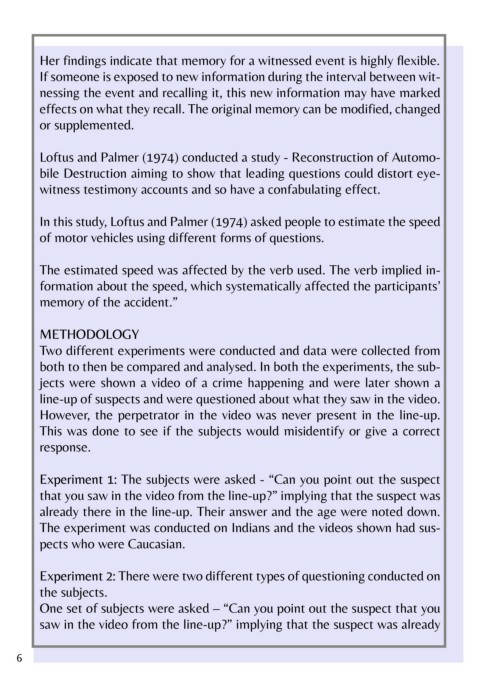 Her findings indicate that memory for a witnessed event is highly flexible.
If someone is exposed to new information during the interval between wit-
nessing the event and recalling it, this new information may have marked
effects on what they recall. The original memory can be modified, changed
or supplemented.
Loftus and Palmer (1974) conducted a study - Reconstruction of Automo-
bile Destruction aiming to show that leading questions could distort eye-
witness testimony accounts and so have a confabulating effect.
In this study, Loftus and Palmer (1974) asked people to estimate the speed
of motor vehicles using different forms of questions.
The estimated speed was affected by the verb used. The verb implied in-
formation about the speed, which systematically affected the participants’
memory of the accident.”
METHODOLOGY
Two different experiments were conducted and data were collected from
both to then be compared and analysed. In both the experiments, the sub-
jects were shown a video of a crime happening and were later shown a
line-up of suspects and were questioned about what they saw in the video.
However, the perpetrator in the video was never present in the line-up.
This was done to see if the subjects would misidentify or give a correct
response.
Experiment 1: The subjects were asked - “Can you point out the suspect
that you saw in the video from the line-up?” implying that the suspect was
already there in the line-up. Their answer and the age were noted down.
The experiment was conducted on Indians and the videos shown had sus-
pects who were Caucasian.
Experiment 2: There were two different types of questioning conducted on
the subjects.
One set of subjects were asked – “Can you point out the suspect that you
saw in the video from the line-up?” implying that the suspect was already
6